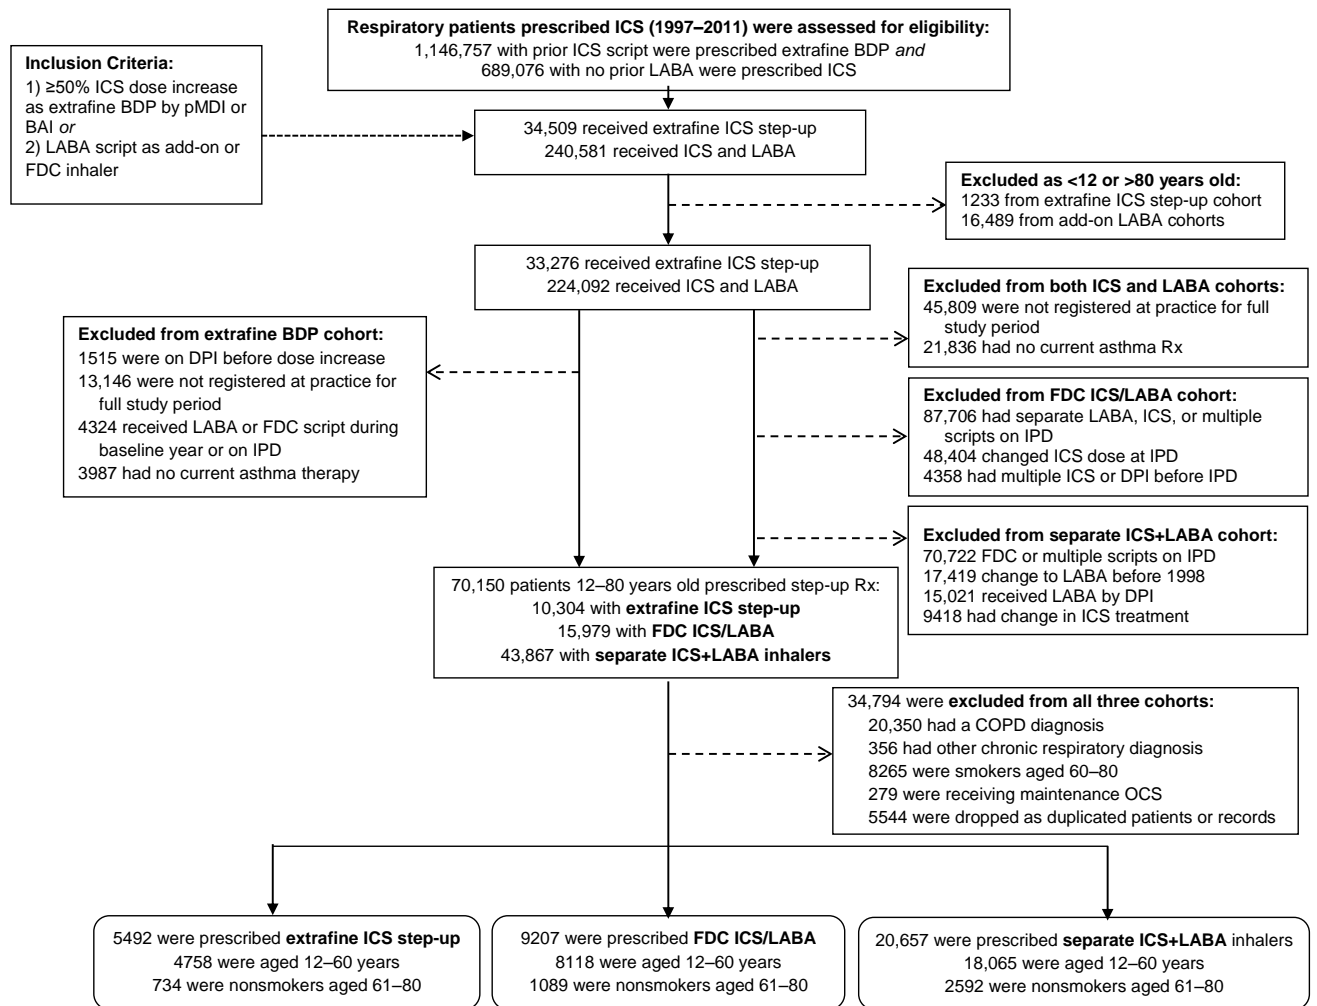 Respiratory patients prescribed ICS (1997–2011) were assessed for eligibility:
1,146,757 with prior ICS script were prescribed extrafine BDP and
689,076 with no prior LABA were prescribed ICS
Inclusion Criteria:
1) ≥50% ICS dose increase
as extrafine BDP by pMDI or
BAI or
2) LABA script as add-on or
FDC inhaler
34,509 received extrafine ICS step-up
240,581 received ICS and LABA
Excluded as <12 or >80 years old:
1233 from extrafine ICS step-up cohort
16,489 from add-on LABA cohorts
33,276 received extrafine ICS step-up
224,092 received ICS and LABA
Excluded from both ICS and LABA cohorts:
45,809 were not registered at practice for full
study period
21,836 had no current asthma Rx
Excluded from extrafine BDP cohort:
1515 were on DPI before dose increase
13,146 were not registered at practice for
full study period
4324 received LABA or FDC script during
baseline year or on IPD
3987 had no current asthma therapy
Excluded from FDC ICS/LABA cohort:
87,706 had separate LABA, ICS, or multiple
scripts on IPD
48,404 changed ICS dose at IPD
4358 had multiple ICS or DPI before IPD
Excluded from separate ICS+LABA cohort:
70,722 FDC or multiple scripts on IPD
17,419 change to LABA before 1998
15,021 received LABA by DPI
9418 had change in ICS treatment
70,150 patients 12–80 years old prescribed step-up Rx:
10,304 with extrafine ICS step-up
15,979 with FDC ICS/LABA
43,867 with separate ICS+LABA inhalers
34,794 were excluded from all three cohorts:
20,350 had a COPD diagnosis
356 had other chronic respiratory diagnosis
8265 were smokers aged 60–80
279 were receiving maintenance OCS
5544 were dropped as duplicated patients or records
5492 were prescribed extrafine ICS step-up
4758 were aged 12–60 years
734 were nonsmokers aged 61–80
9207 were prescribed FDC ICS/LABA
8118 were aged 12–60 years
1089 were nonsmokers aged 61–80
20,657 were prescribed separate ICS+LABA inhalers
18,065 were aged 12–60 years
2592 were nonsmokers aged 61–80